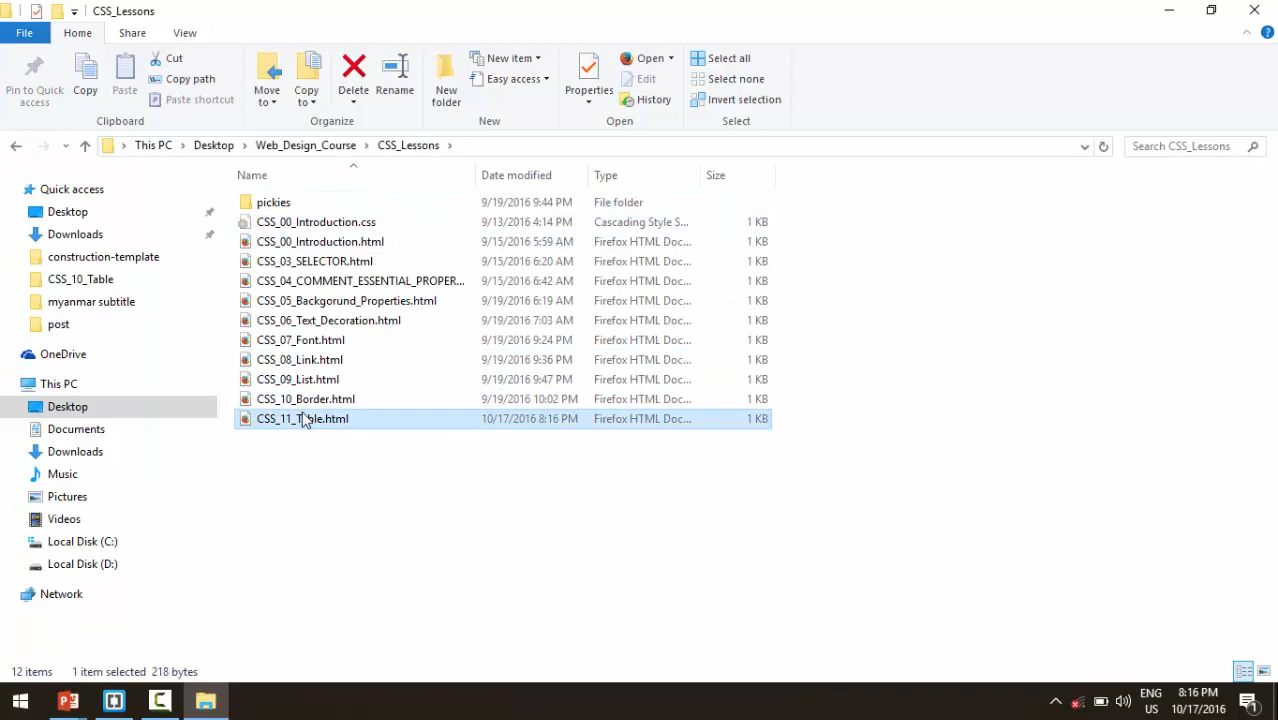 CSS_Lessons
File Home Share View
Pin to Quick access
Copy
Paste
Cut
Copy path
Paste shortcut
Clipboard
Move to
Copy to
Delete
Rename
Organize
New folder
New item
Easy access
New
Properties
Open
Edit
History
Open
Select all
Select none
Invert selection
Select
This PC > Desktop > Web_Design_Course > CSS_Lessons >
Search CSS_Lessons
Quick access
Desktop
Downloads
construction-template
CSS_10_Table
myanmar subtitle
post
OneDrive
This PC
Desktop
Documents
Downloads
Music
Pictures
Videos
Local Disk (C:)
Local Disk (D:)
Network
Name Date modified Type Size
pickies 9/19/2016 9:44 PM File folder
CSS_00_Introduction.css 9/13/2016 4:14 PM Cascading Style S... 1 KB
CSS_00_Introduction.html 9/15/2016 5:59 AM Firefox HTML Doc... 1 KB
CSS_03_SELECTOR.html 9/15/2016 6:20 AM Firefox HTML Doc... 1 KB
CSS_04_COMMENT_ESSENTIAL_PROPER... 9/15/2016 6:42 AM Firefox HTML Doc... 1 KB
CSS_05_Backgorund_Properties.html 9/19/2016 6:19 AM Firefox HTML Doc... 1 KB
CSS_06_Text_Decoration.html 9/19/2016 7:03 AM Firefox HTML Doc... 1 KB
CSS_07_Font.html 9/19/2016 9:24 PM Firefox HTML Doc... 1 KB
CSS_08_Link.html 9/19/2016 9:36 PM Firefox HTML Doc... 1 KB
CSS_09_List.html 9/19/2016 9:47 PM Firefox HTML Doc... 1 KB
CSS_10_Border.html 9/19/2016 10:02 PM Firefox HTML Doc... 1 KB
CSS_11_Table.html 10/17/2016 8:16 PM Firefox HTML Doc... 1 KB
12 items 1 item selected 218 bytes
ENG 8:16 PM
US 10/17/2016
1